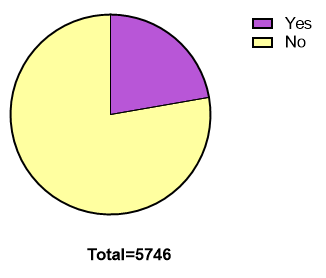 Yes
No
Total=5746